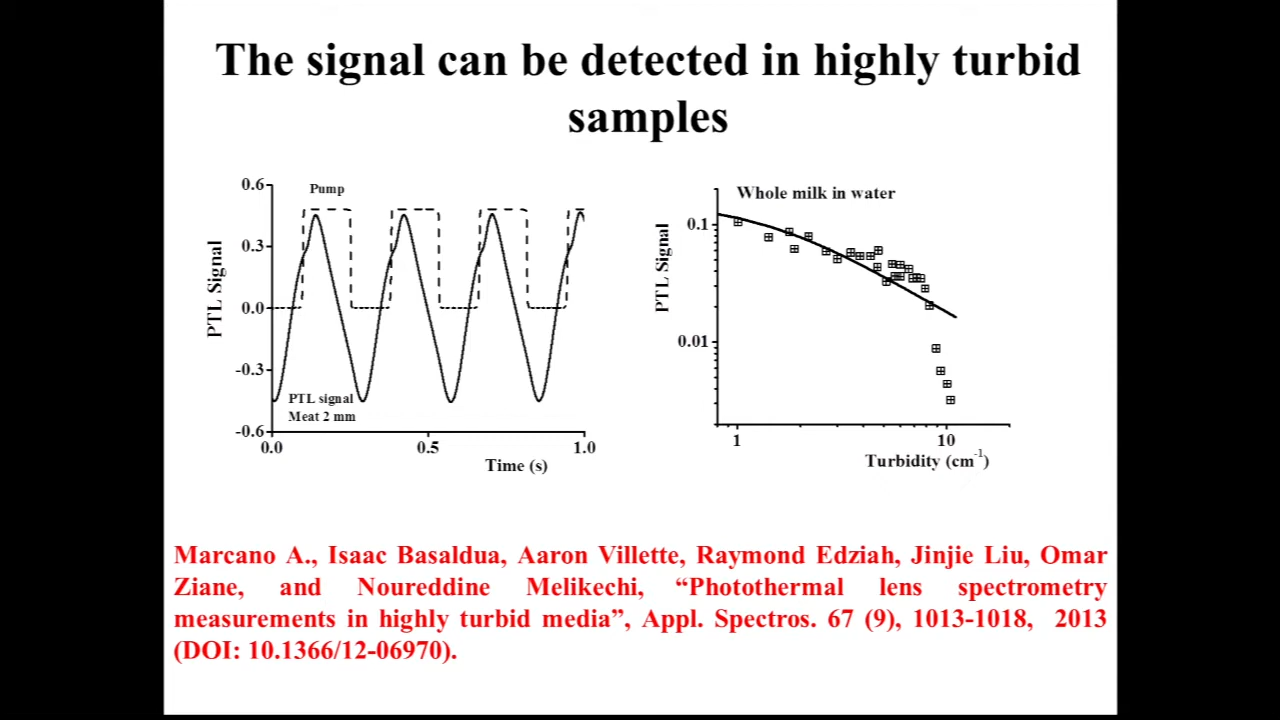 The signal can be detected in highly turbid
samples
0.6
0.3
0.0
-0.3
-0.6
PTL Signal
Pump
PTL signal
Meat 2 mm
0.0
0.5
1.0
Time (s)
Whole milk in water
0.1
0.01
PTL Signal
1
10
Turbidity (cm⁻¹)
Marcano A., Isaac Basaldua, Aaron Villette, Raymond Edziah, Jinjie Liu, Omar
Ziane, and Noureddine Melikechi, “Photothermal lens spectrometry
measurements in highly turbid media”, Appl. Spectros. 67 (9), 1013-1018, 2013
(DOI: 10.1366/12-06970).